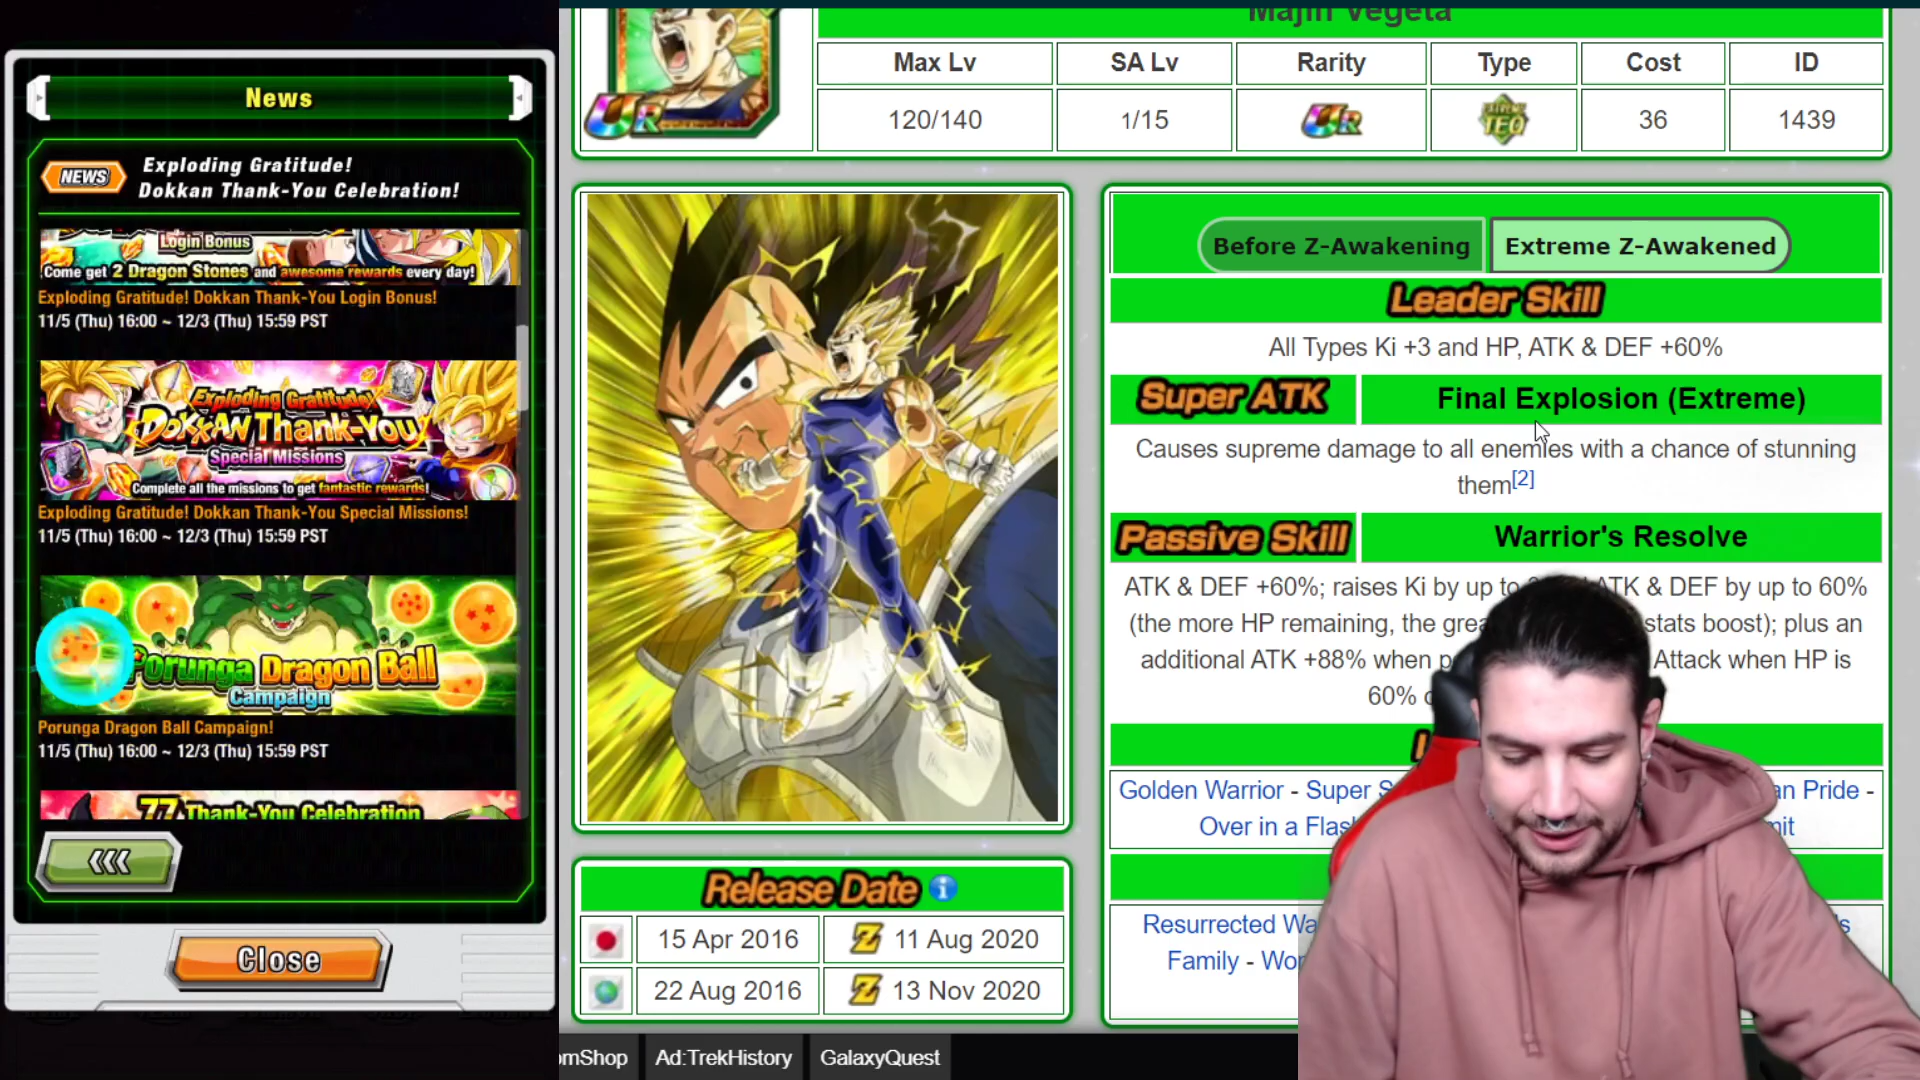 News
NEWS
Exploding Gratitude!
Dokkan Thank-You Celebration!
Login Bonus
Come get 2 Dragon Stones and awesome rewards every day!
Exploding Gratitude! Dokkan Thank-You Login Bonus!
11/5 (Thu) 16:00 ~ 12/3 (Thu) 15:59 PST
Exploding Gratitude!
DOKKAN Thank-You
Special Missions
Complete all the missions to get fantastic rewards!
Exploding Gratitude! Dokkan Thank-You Special Missions!
11/5 (Thu) 16:00 ~ 12/3 (Thu) 15:59 PST
Porunga Dragon Ball
Campaign
Porunga Dragon Ball Campaign!
11/5 (Thu) 16:00 ~ 12/3 (Thu) 15:59 PST
77 Thank-You Celebration
Close
Majin Vegeta
Max Lv SA Lv Rarity Type Cost ID
UR 120/140 1/15 UR EXTREME TEQ 36 1439
Before Z-Awakening Extreme Z-Awakened
Leader Skill
All Types Ki +3 and HP, ATK & DEF +60%
Super ATK Final Explosion (Extreme)
Causes supreme damage to all enemies with a chance of stunning
them[2]
Passive Skill Warrior's Resolve
ATK & DEF +60%; raises Ki by up to ATK & DEF by up to 60%
(the more HP remaining, the stats boost); plus an
additional ATK +88% when Attack when HP is
60%
Golden Warrior - Super Pride -
Over in a
Resurrected
Family -
Release Date
15 Apr 2016 Z 11 Aug 2020
22 Aug 2016 Z 13 Nov 2020
Ad:TrekHistory GalaxyQuest